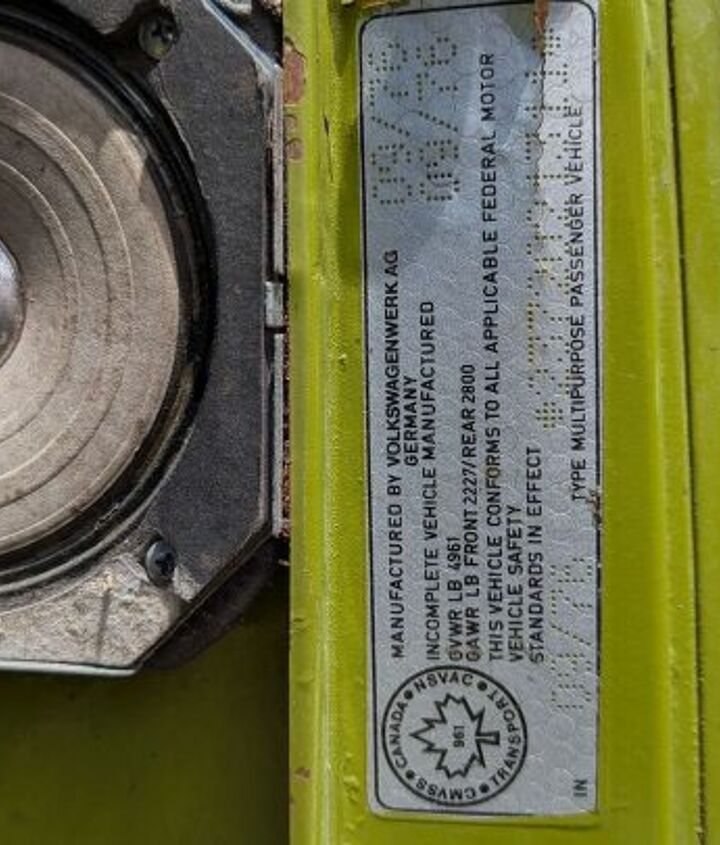 MANUFACTURED BY VOLKSWAGENWERK AG
GERMANY
INCOMPLETE VEHICLE MANUFACTURED
GVWR LB 4961
GAWR LB FRONT 2227/REAR 2800
THIS VEHICLE CONFORMS TO ALL APPLICABLE FEDERAL MOTOR
VEHICLE SAFETY
STANDARDS IN EFFECT
IN
TYPE MULTIPURPOSE PASSENGER VEHICLE
CANADA • NSVAC • TRANSPORT • CMVSS •
961